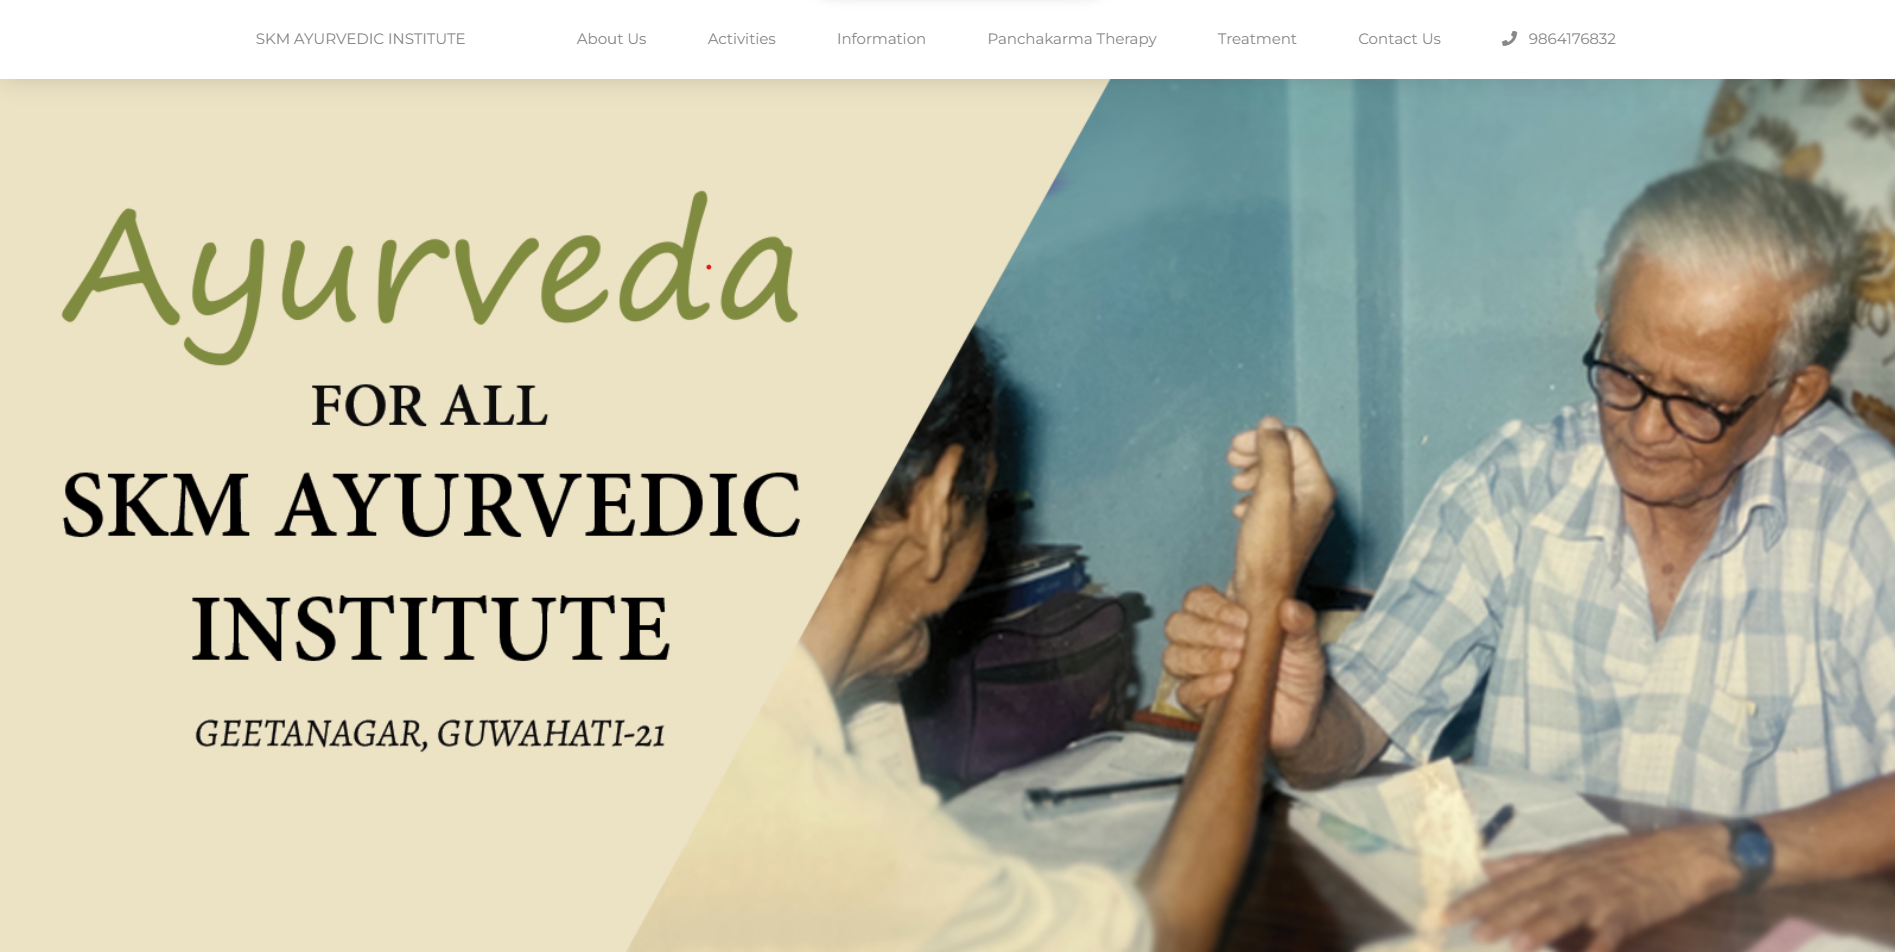 SKM AYURVEDIC INSTITUTE About Us Activities Information Panchakarma Therapy Treatment Contact Us 9864176832
Ayurveda
FOR ALL
SKM AYURVEDIC
INSTITUTE
GEETANAGAR, GUWAHATI-21